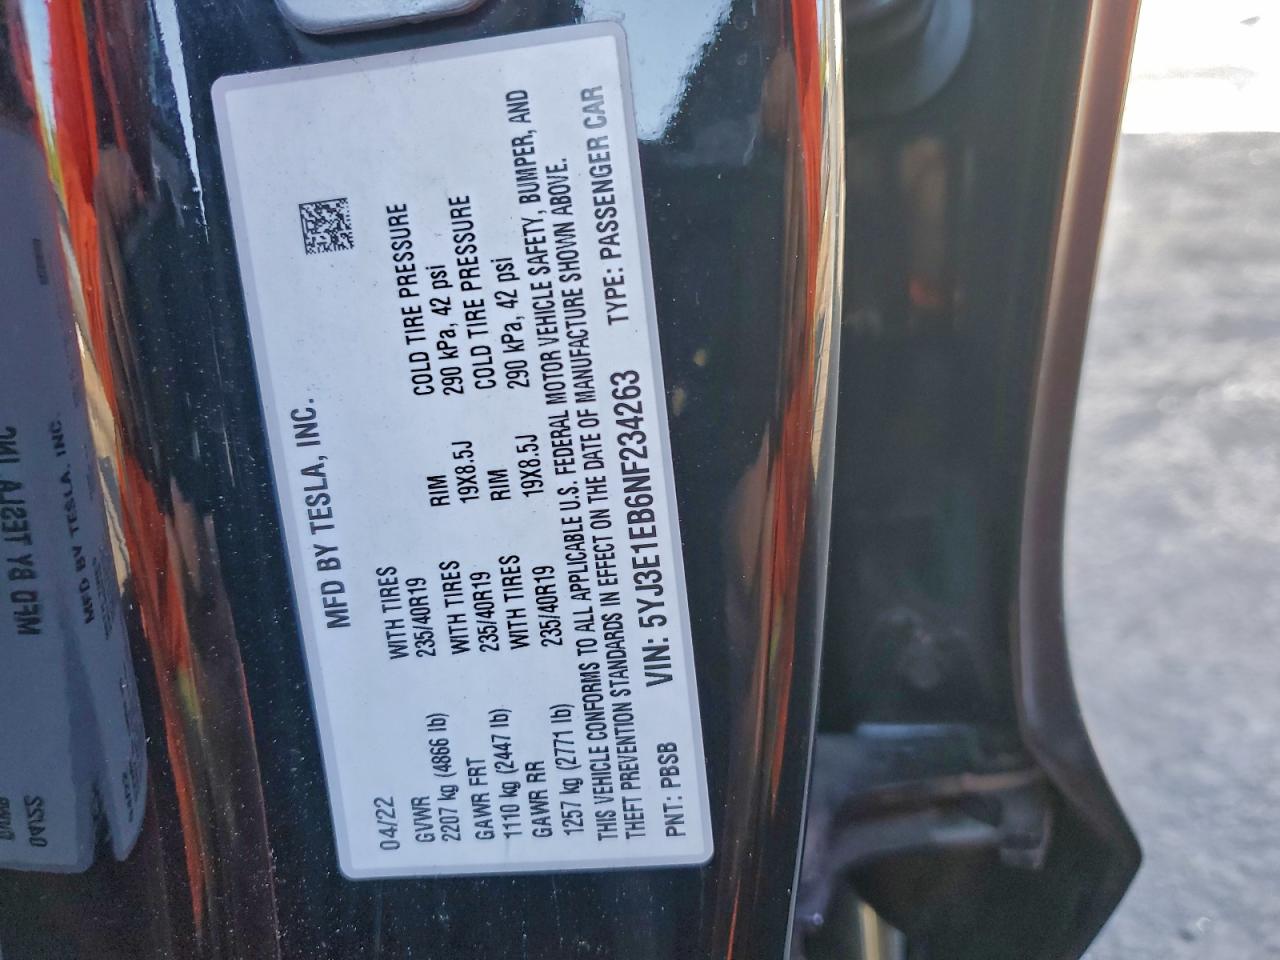 MFD BY TESLA, INC.
04/22
GVWR WITH TIRES RIM COLD TIRE PRESSURE
2207 kg (4866 lb) 235/40R19 19X8.5J 290 kPa, 42 psi
GAWR FRT WITH TIRES RIM COLD TIRE PRESSURE
1110 kg (2447 lb) 235/40R19 19X8.5J 290 kPa, 42 psi
GAWR RR WITH TIRES
1257 kg (2771 lb) 235/40R19
THIS VEHICLE CONFORMS TO ALL APPLICABLE U.S. FEDERAL MOTOR VEHICLE SAFETY, BUMPER, AND
THEFT PREVENTION STANDARDS IN EFFECT ON THE DATE OF MANUFACTURE SHOWN ABOVE.
VIN: 5YJ3E1EB6NF234263 TYPE: PASSENGER CAR
PNT: PBSB
MFD BY TESLA, INC.